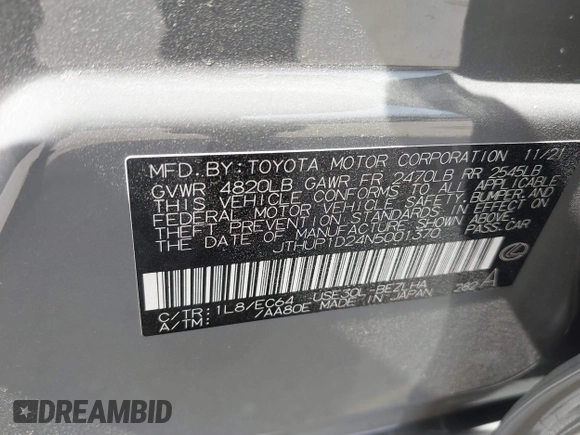 MFD. BY: TOYOTA MOTOR CORPORATION 11/21
GVWR 4820LB GAWR FR 2470LB RR 2545LB
THIS VEHICLE CONFORMS TO ALL APPLICABLE
FEDERAL MOTOR VEHICLE SAFETY, BUMPER AND
THEFT PREVENTION STANDARDS IN EFFECT ON
THE DATE OF MANUFACTURE SHOWN ABOVE.
JTHUP1D24N5001370 PASS.CAR
USE30L-BEZLHA 282 A
C/TR: 1L8/EC64 MADE IN JAPAN
A/TM: /AA80E
DREAMBID